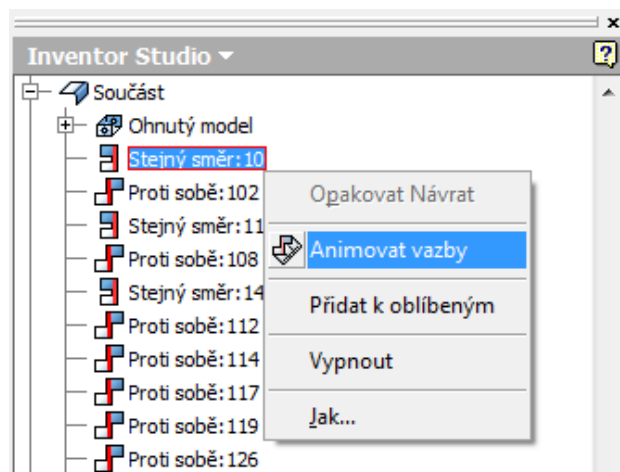 Inventor Studio
Součást
Ohnutý model
Stejný směr:10
Proti sobě:102
Stejný směr:11
Proti sobě:108
Stejný směr:14
Proti sobě:112
Proti sobě:114
Proti sobě:117
Proti sobě:119
Proti sobě:126
Opakovat Návrat
Animovat vazby
Přidat k oblíbeným
Vypnout
Jak...